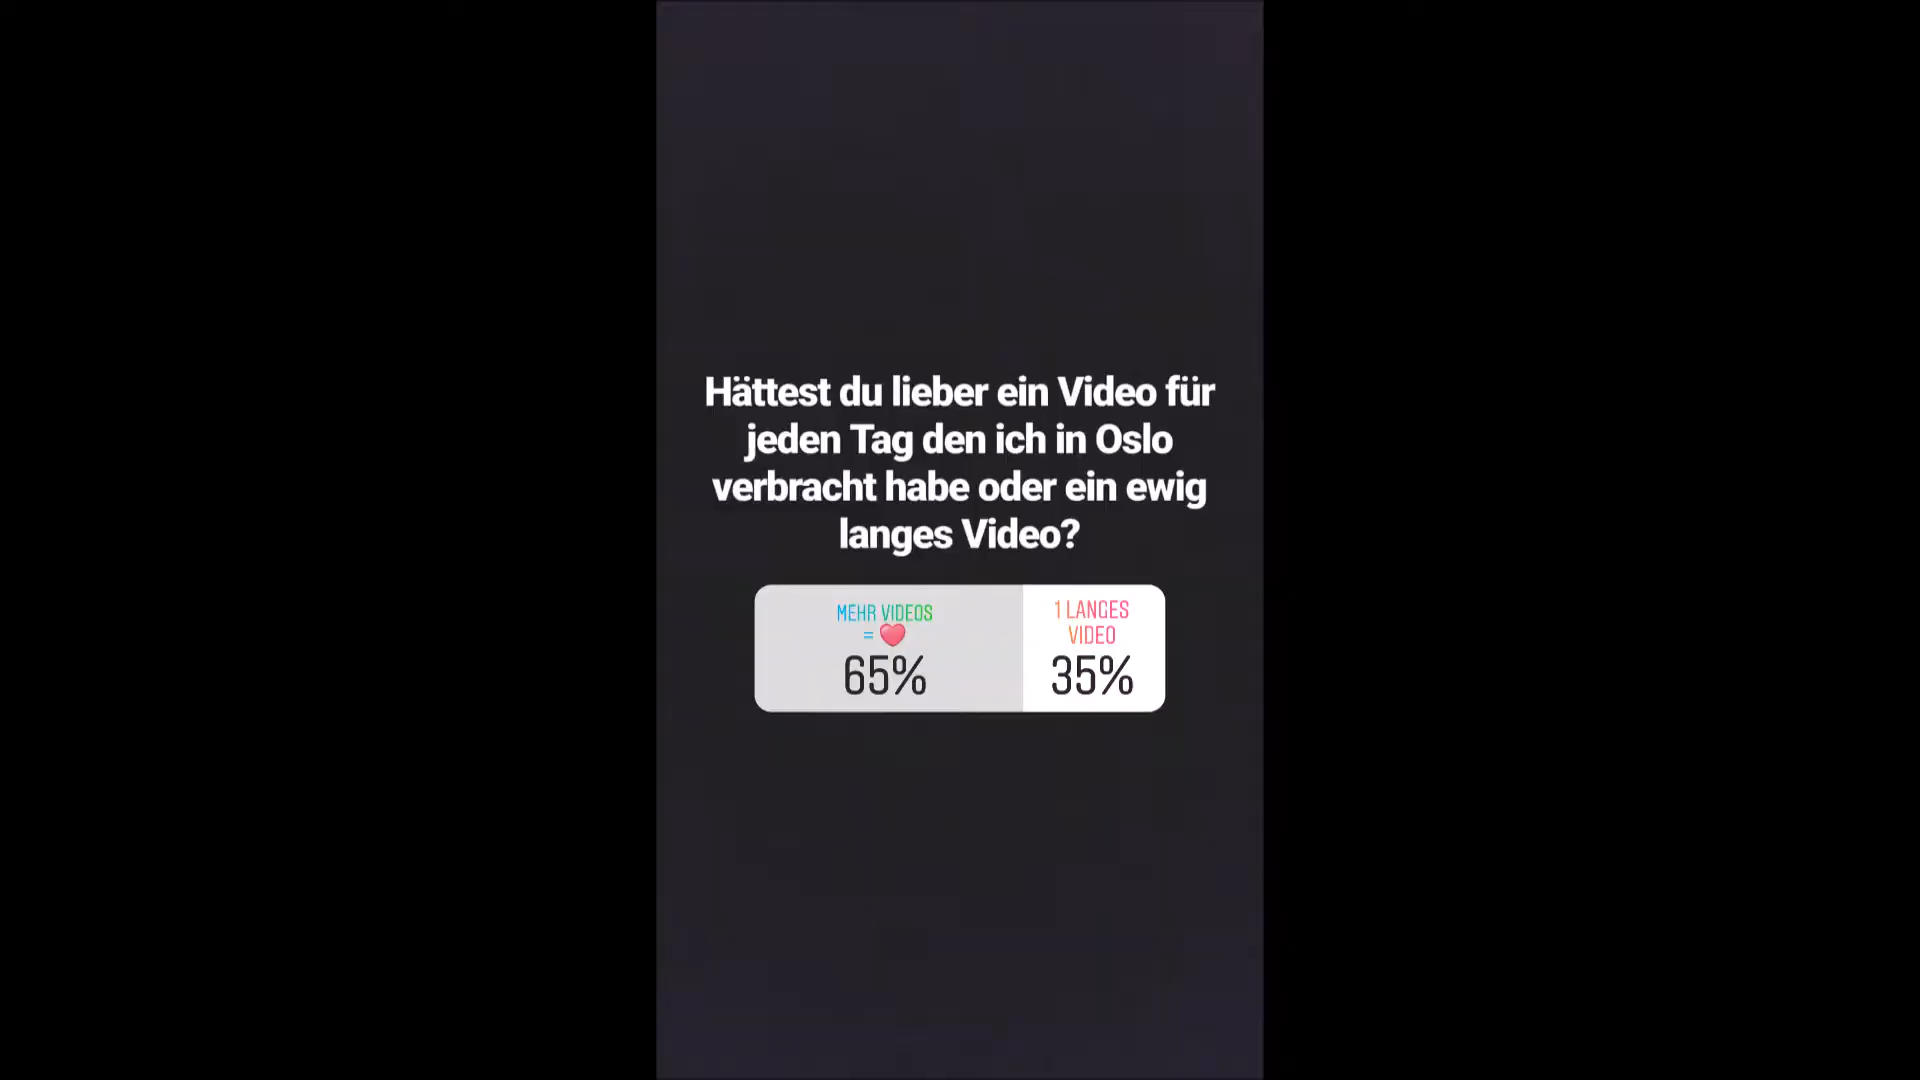 Hättest du lieber ein Video für
jeden Tag den ich in Oslo
verbracht habe oder ein ewig
langes Video?
MEHR VIDEOS
= ❤️
65%
1 LANGES
VIDEO
35%